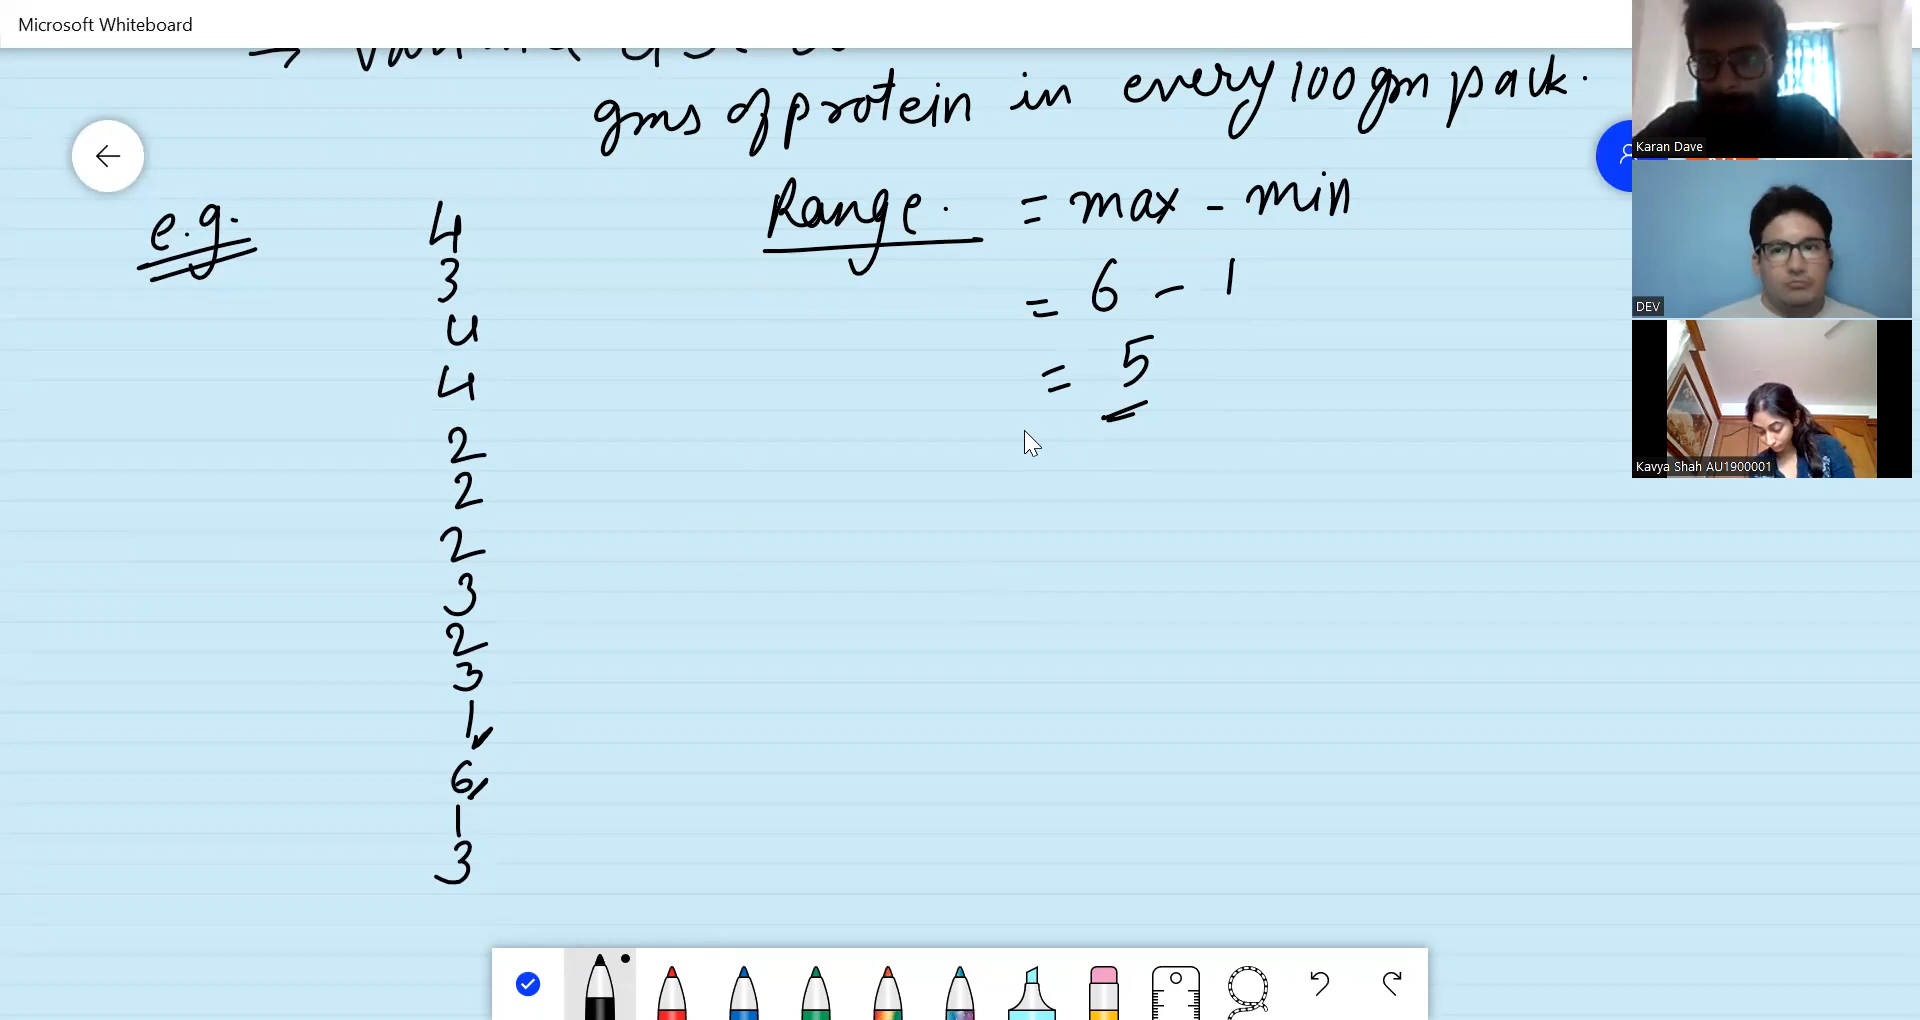 Microsoft Whiteboard
gms of protein in every 100 gm pack.
e.g.
4
3
4
4
2
2
2
3
2
3
1
6
1
3
Range. = max - min
= 6 - 1
= 5
Karan Dave
DEV
Kavya Shah AU1900001